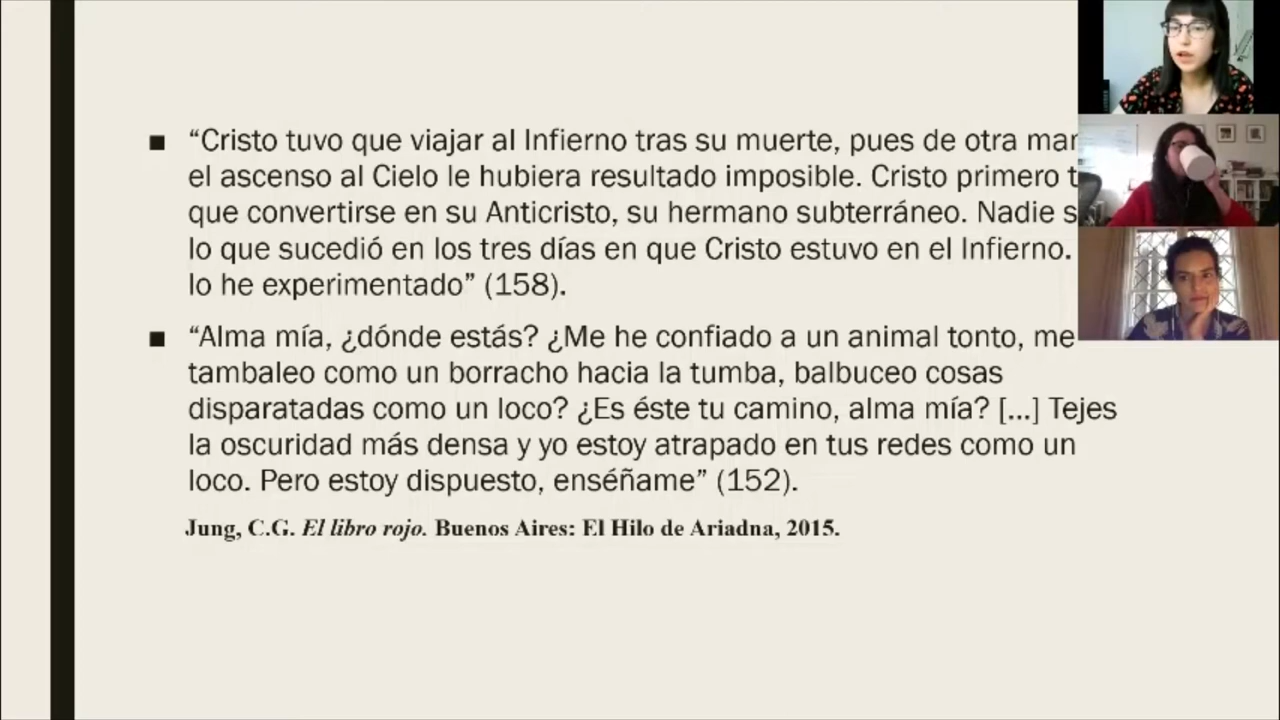 “Cristo tuvo que viajar al Infierno tras su muerte, pues de otra mar
el ascenso al Cielo le hubiera resultado imposible. Cristo primero t
que convertirse en su Anticristo, su hermano subterráneo. Nadie s
lo que sucedió en los tres días en que Cristo estuvo en el Infierno.
lo he experimentado” (158).
“Alma mía, ¿dónde estás? ¿Me he confiado a un animal tonto, me
tambaleo como un borracho hacia la tumba, balbuceo cosas
disparatadas como un loco? ¿Es éste tu camino, alma mía? [...] Tejes
la oscuridad más densa y yo estoy atrapado en tus redes como un
loco. Pero estoy dispuesto, enséñame” (152).
Jung, C.G. El libro rojo. Buenos Aires: El Hilo de Ariadna, 2015.